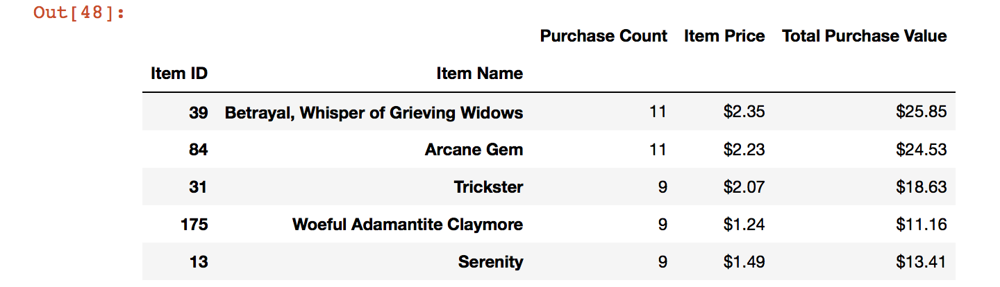 Out[48]:
Purchase Count Item Price Total Purchase Value
Item ID Item Name
39 Betrayal, Whisper of Grieving Widows 11 $2.35 $25.85
84 Arcane Gem 11 $2.23 $24.53
31 Trickster 9 $2.07 $18.63
175 Woeful Adamantite Claymore 9 $1.24 $11.16
13 Serenity 9 $1.49 $13.41